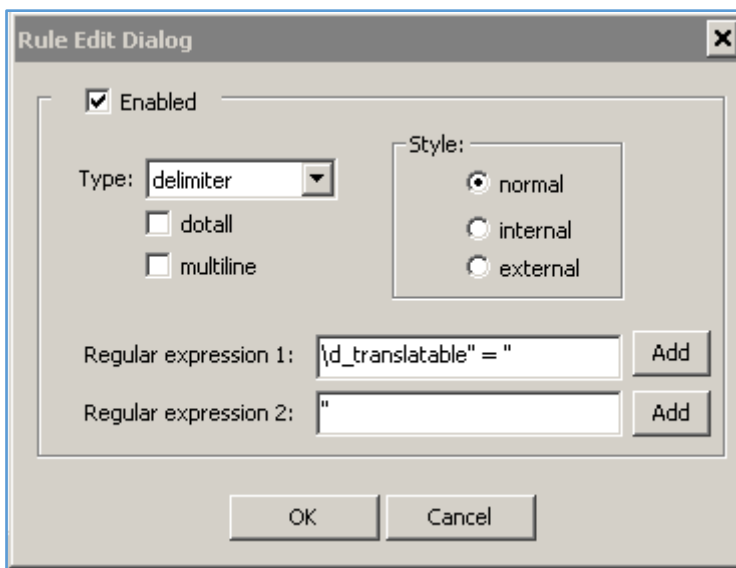 Rule Edit Dialog
Enabled
Style:
Type: delimiter
normal
dotall
internal
multiline
external
Regular expression 1: \d_translatable" = " Add
Regular expression 2: " Add
OK Cancel